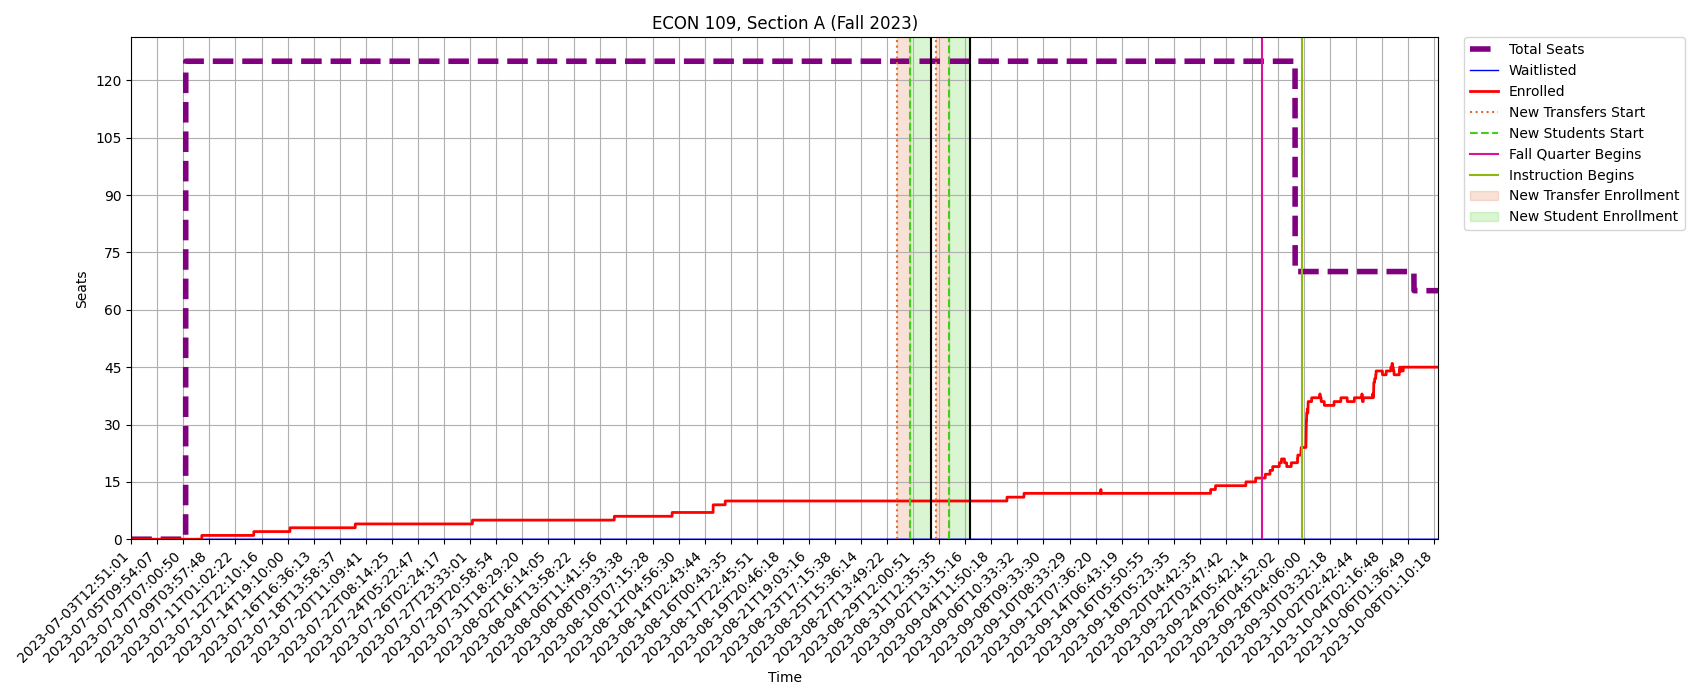 ECON 109, Section A (Fall 2023)
Total Seats
Waitlisted
Enrolled
New Transfers Start
New Students Start
Fall Quarter Begins
Instruction Begins
New Transfer Enrollment
New Student Enrollment
Seats
120
105
90
75
60
45
30
15
0
2023-07-03T12:51:01
2023-07-05T09:54:07
2023-07-07T07:00:50
2023-07-09T03:57:48
2023-07-11T01:02:22
2023-07-12T22:10:16
2023-07-14T19:10:00
2023-07-16T16:36:13
2023-07-18T13:58:37
2023-07-20T11:09:41
2023-07-22T08:14:25
2023-07-24T05:22:47
2023-07-26T02:24:17
2023-07-27T23:33:01
2023-07-29T20:58:54
2023-07-31T18:29:20
2023-08-02T16:14:05
2023-08-04T13:58:22
2023-08-06T11:41:56
2023-08-08T09:33:38
2023-08-10T07:15:28
2023-08-12T04:56:30
2023-08-14T02:43:44
2023-08-16T00:43:35
2023-08-17T22:45:51
2023-08-19T20:46:18
2023-08-21T19:03:16
2023-08-23T17:15:38
2023-08-25T15:36:14
2023-08-27T13:49:22
2023-08-29T12:00:51
2023-08-31T12:35:35
2023-09-02T13:15:16
2023-09-04T11:50:18
2023-09-06T10:33:32
2023-09-08T09:33:30
2023-09-10T08:33:29
2023-09-12T07:36:20
2023-09-14T06:43:19
2023-09-16T05:50:55
2023-09-18T05:23:35
2023-09-20T04:42:35
2023-09-22T03:47:42
2023-09-24T05:42:14
2023-09-26T04:52:02
2023-09-28T04:06:00
2023-09-30T03:32:18
2023-10-02T02:42:44
2023-10-04T02:16:48
2023-10-06T01:36:49
2023-10-08T01:10:18
Time